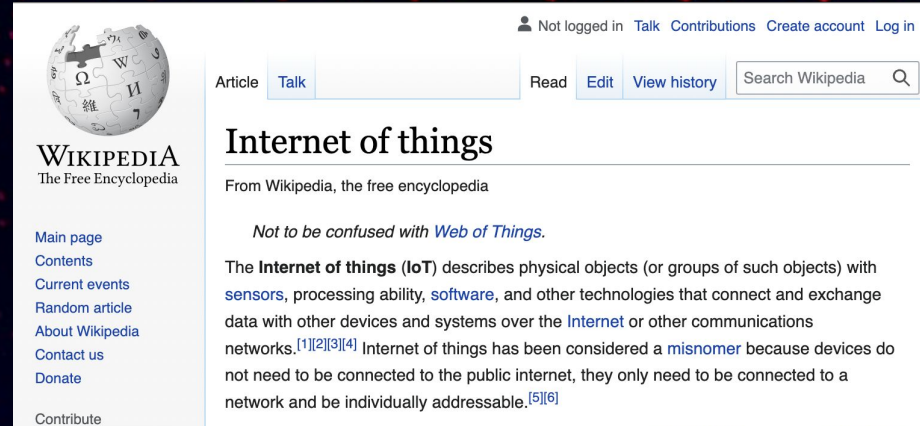 Not logged in Talk Contributions Create account Log in
Article Talk Read Edit View history Search Wikipedia
Ω W И 維 7
WIKIPEDIA
The Free Encyclopedia
Internet of things
From Wikipedia, the free encyclopedia
Not to be confused with Web of Things.
Main page
Contents
Current events
Random article
About Wikipedia
Contact us
Donate
Contribute
The Internet of things (IoT) describes physical objects (or groups of such objects) with
sensors, processing ability, software, and other technologies that connect and exchange
data with other devices and systems over the Internet or other communications
networks.[1][2][3][4] Internet of things has been considered a misnomer because devices do
not need to be connected to the public internet, they only need to be connected to a
network and be individually addressable.[5][6]